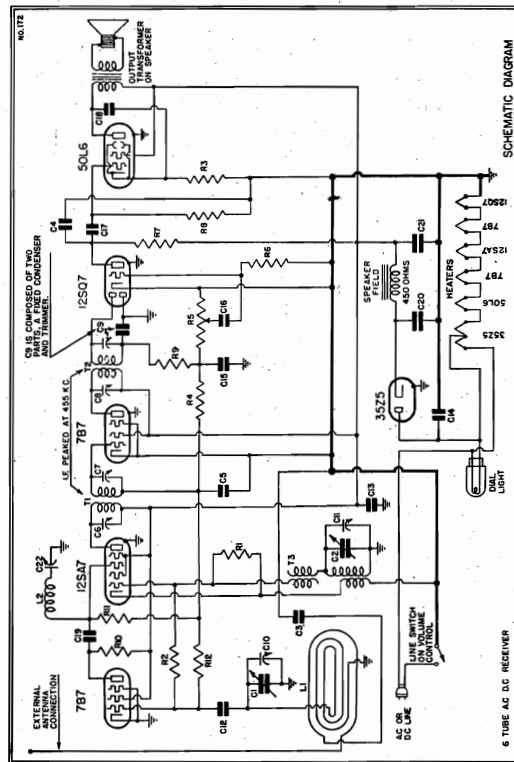 NO. 172
EXTERNAL
ANTENNA
CONNECTION
L2
C22
I.F. PEAKED AT 455 K.C.
C9 IS COMPOSED OF TWO
PARTS, A FIXED CONDENSER
AND TRIMMER.
7B7
C19
12SA7
T1
C6
C7
7B7
C8
T2
C9
12SQ7
C4
C17
50L6
C18
OUTPUT
TRANSFORMER
ON SPEAKER
R10
R11
R2
R12
R1
C5
R4
R9
C15
R5
C16
R6
R7
R8
R3
C12
C1
C10
L1
C3
T3
C2
C11
C13
35Z5
SPEAKER
FIELD
450 OHMS
C20
C21
C14
HEATERS
35Z5
50L6
7B7
12SA7
7B7
12SQ7
DIAL
LIGHT
LINE SWITCH
ON VOLUME
CONTROL
AC OR
DC LINE
6 TUBE A.C. D.C. RECEIVER
SCHEMATIC DIAGRAM